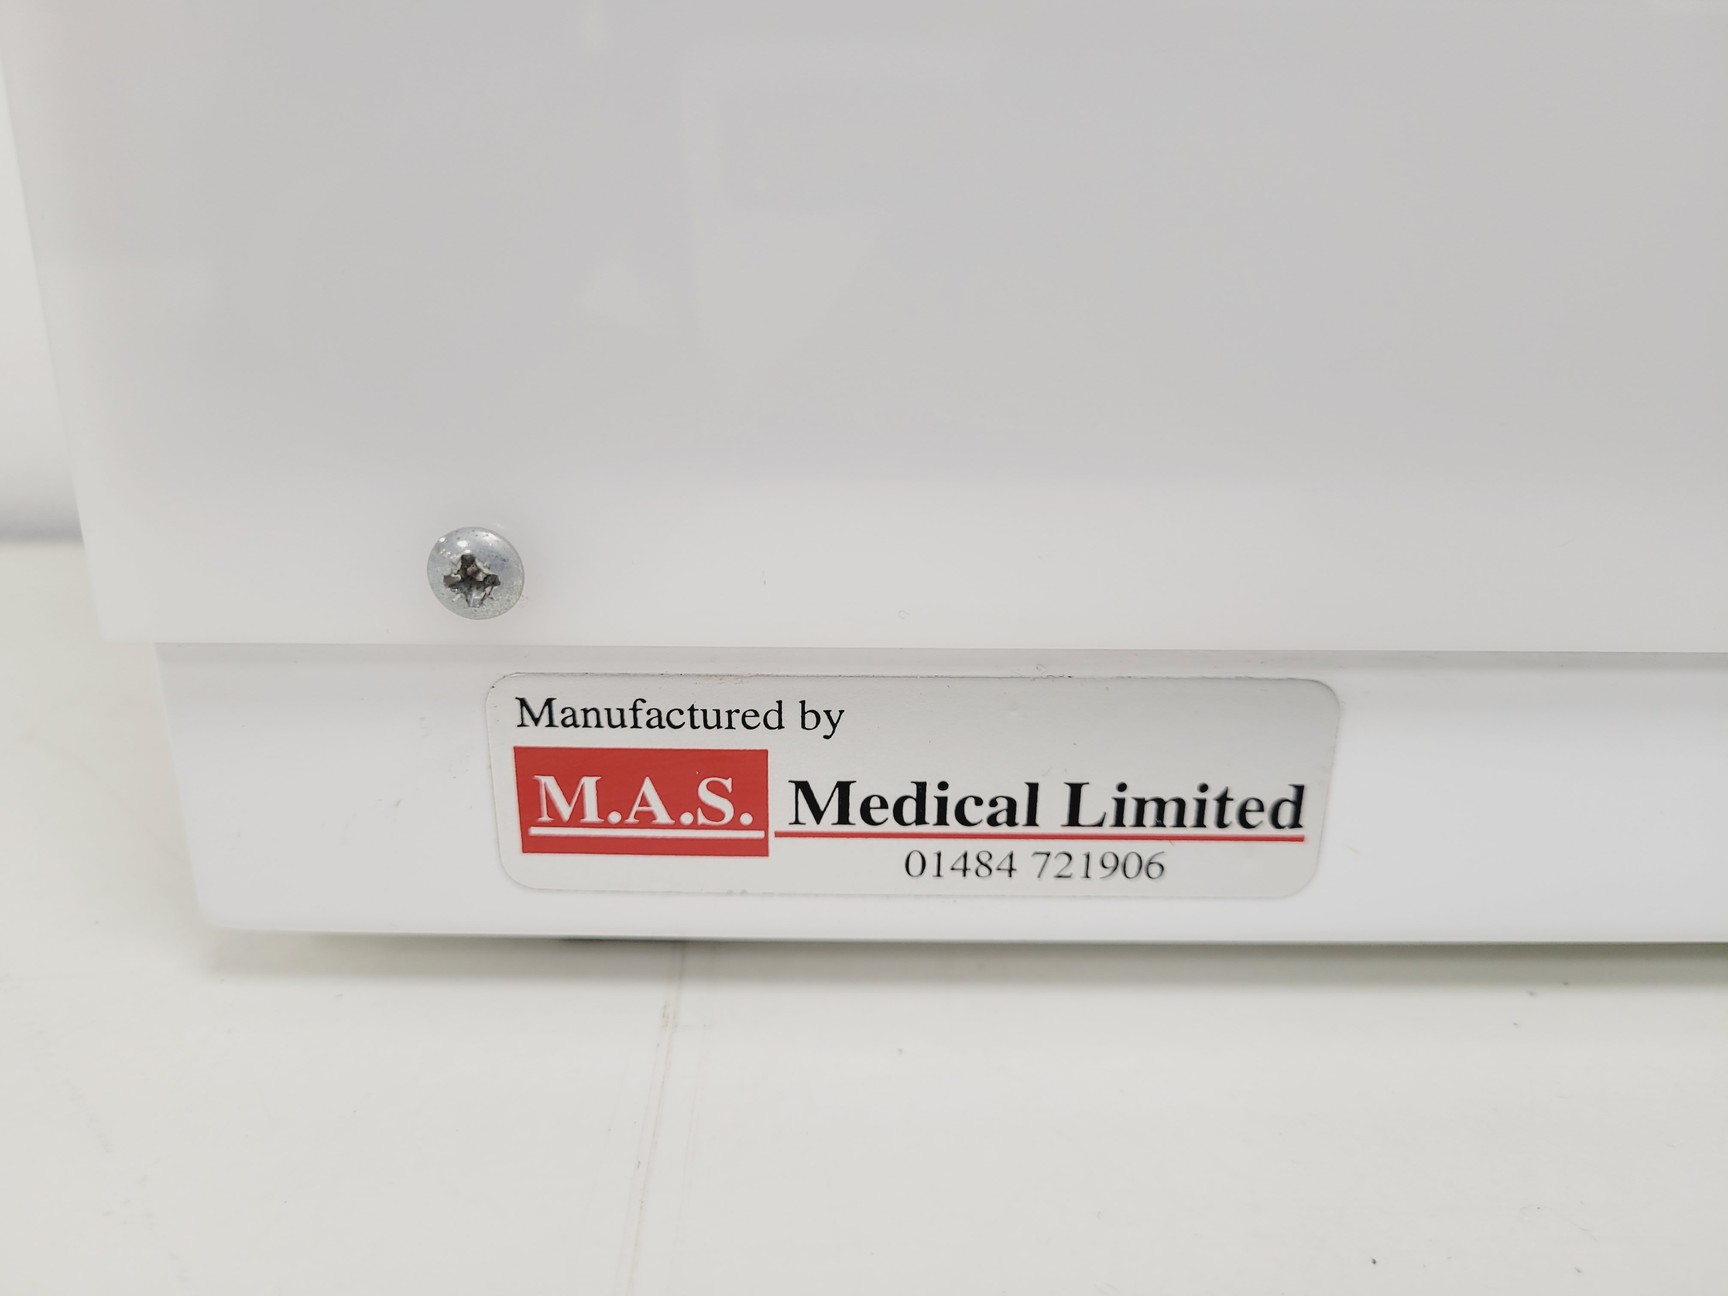 Manufactured by
M.A.S. Medical Limited
01484 721906